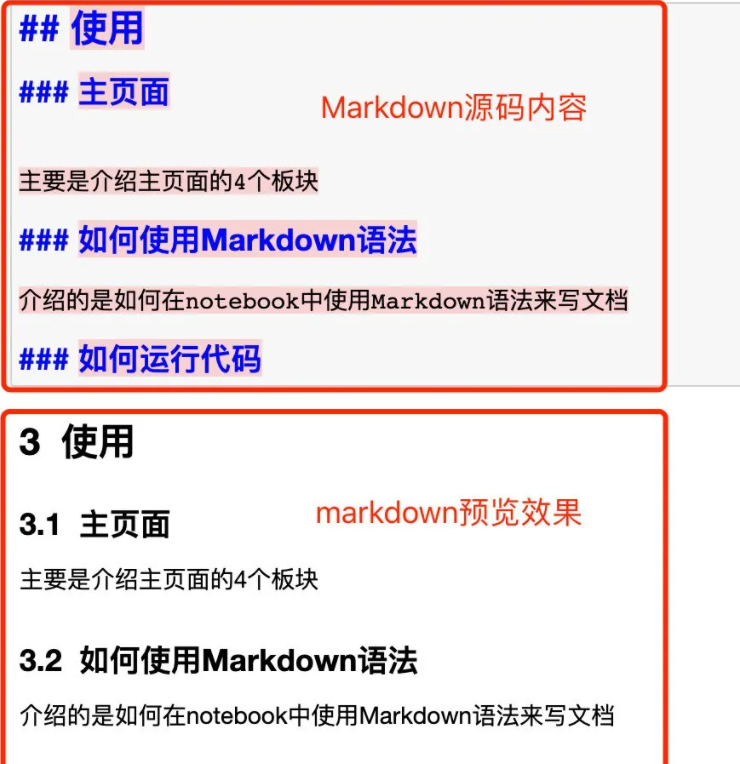 ## 使用
### 主页面
Markdown源码内容
主要是介绍主页面的4个板块
### 如何使用Markdown语法
介绍的是如何在notebook中使用Markdown语法来写文档
### 如何运行代码
3 使用
3.1 主页面
markdown预览效果
主要是介绍主页面的4个板块
3.2 如何使用Markdown语法
介绍的是如何在notebook中使用Markdown语法来写文档